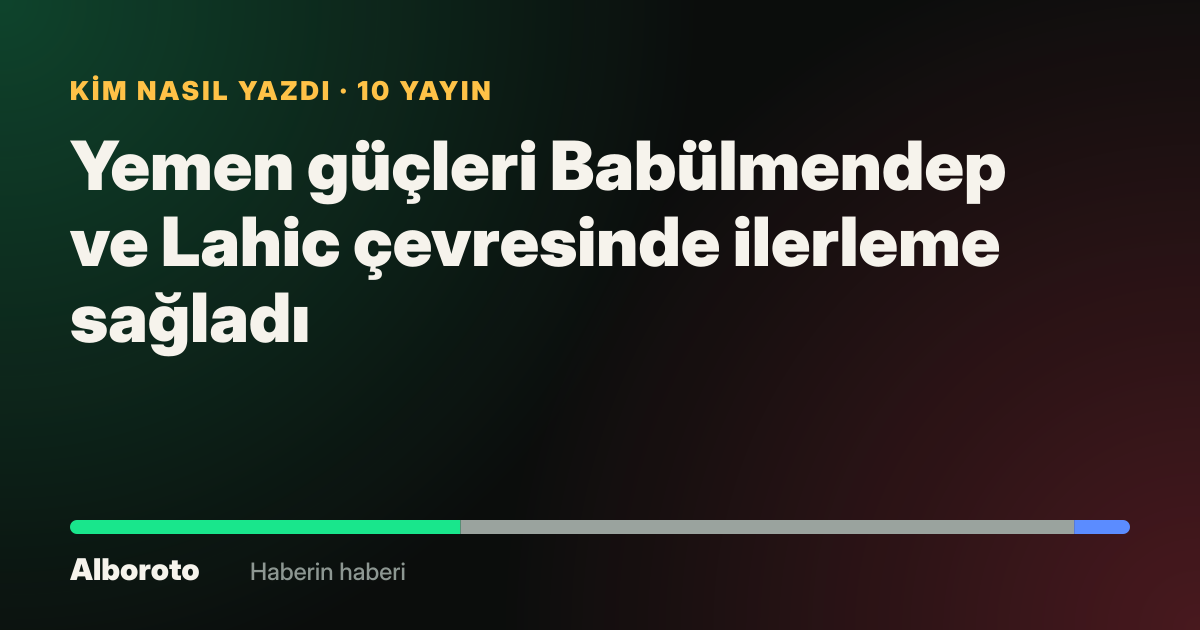 KİM NASIL YAZDI · 10 YAYIN
Yemen güçleri Babülmendep
ve Lahic çevresinde ilerleme
sağladı
Alboroto
Haberin haberi